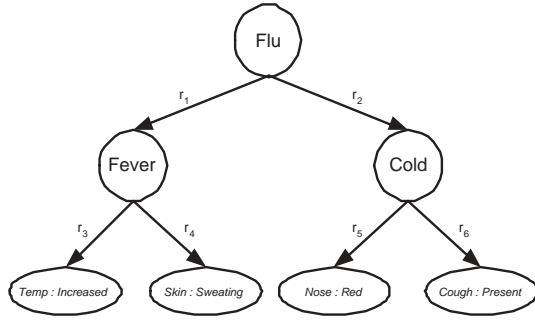 Flu
r1 r2
Fever Cold
r3 r4 r5 r6
Temp : Increased Skin : Sweating Nose : Red Cough : Present